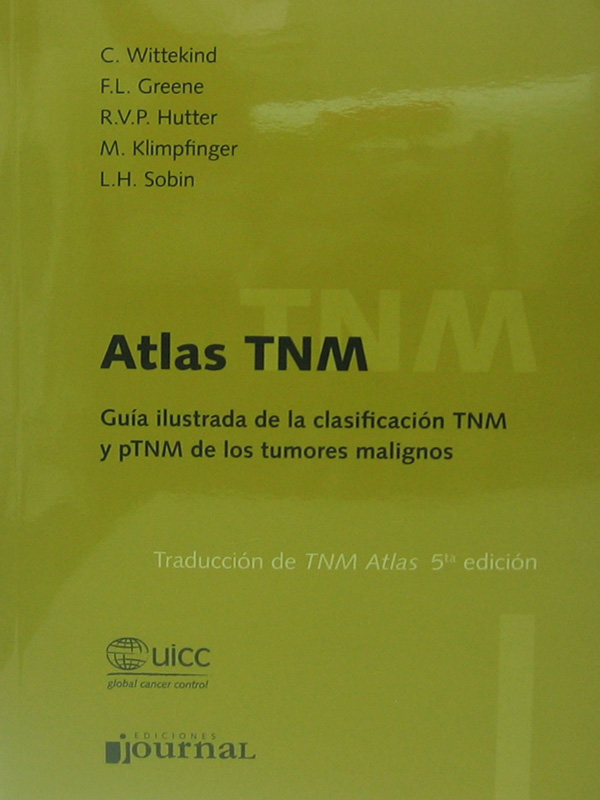 C. Wittekind
F.L. Greene
R.V.P. Hutter
M. Klimpfinger
L.H. Sobin
TNM
Atlas TNM
Guía ilustrada de la clasificación TNM
y pTNM de los tumores malignos
Traducción de TNM Atlas 5ta edición
uicc
global cancer control
EDICIONES
journal